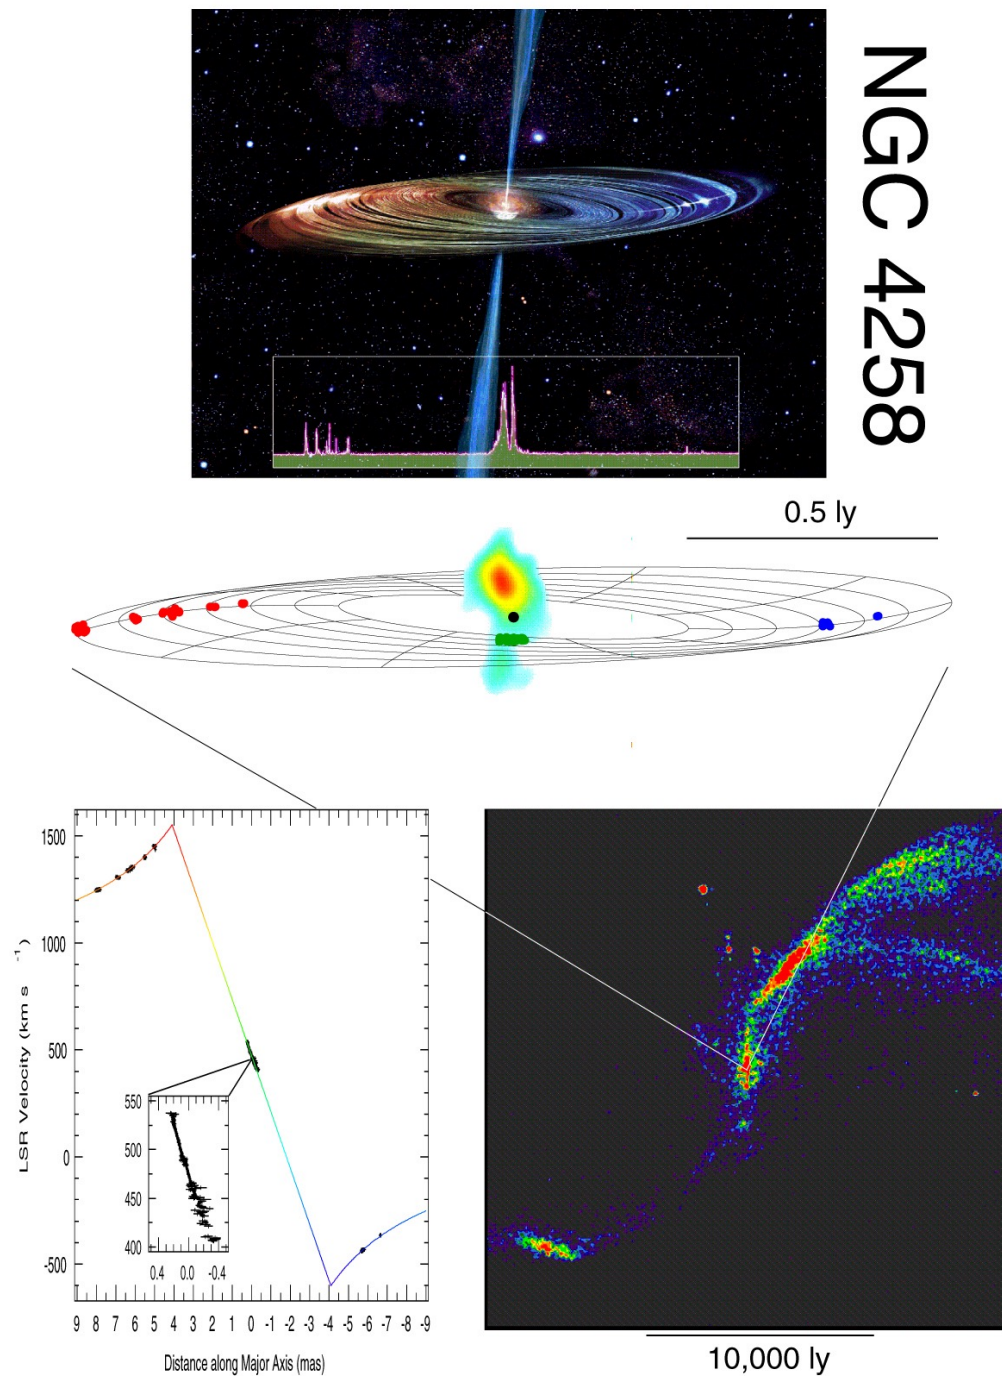 NGC 4258
0.5 ly
LSR Velocity (km s -1)
1500
1000
500
0
-500
550
500
450
400
0.4 0.0 -0.4
9 8 7 6 5 4 3 2 1 0 -1 -2 -3 -4 -5 -6 -7 -8 -9
Distance along Major Axis (mas)
10,000 ly